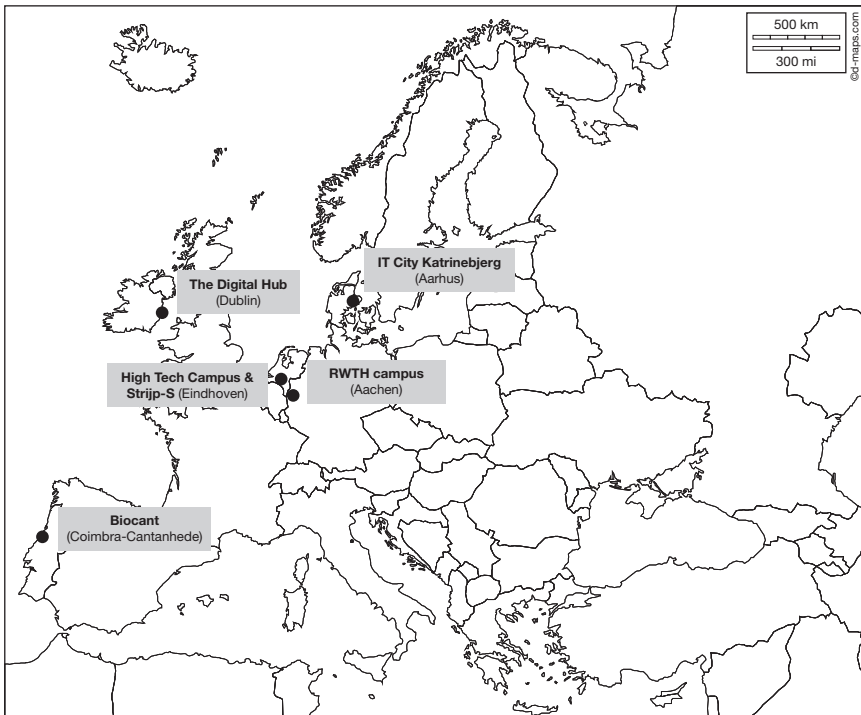 500 km
300 mi
©d-maps.com
IT City Katrinebjerg
(Aarhus)
The Digital Hub
(Dublin)
High Tech Campus &
Strijp-S (Eindhoven)
RWTH campus
(Aachen)
Biocant
(Coimbra-Cantanhede)